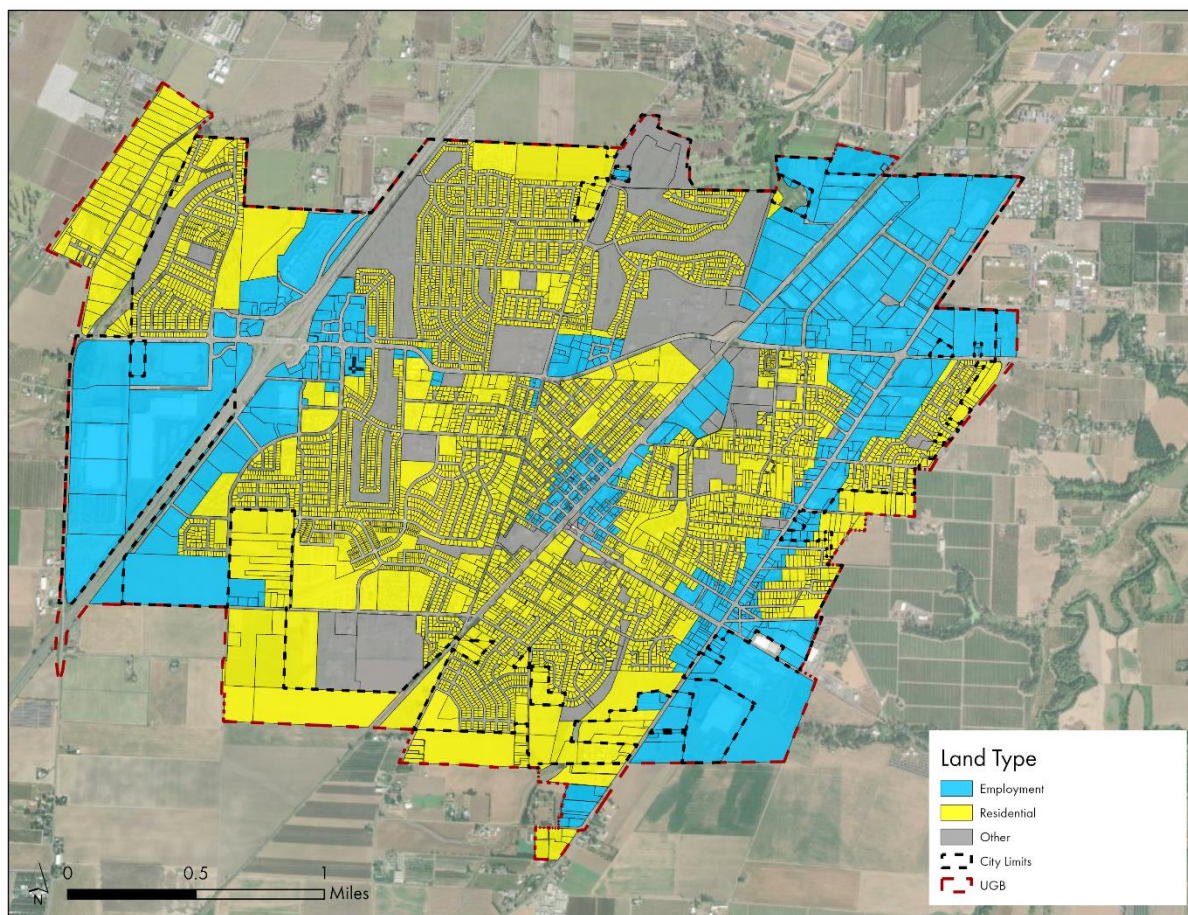 Land Type
Employment
Residential
Other
City Limits
UGB
N
0 0.5 1
Miles